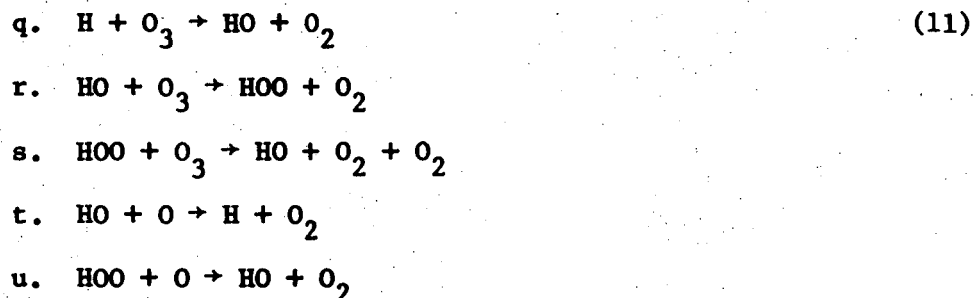 q. H + O₃ → HO + O₂ (11)
r. HO + O₃ → HOO + O₂
s. HOO + O₃ → HO + O₂ + O₂
t. HO + O → H + O₂
u. HOO + O → HO + O₂